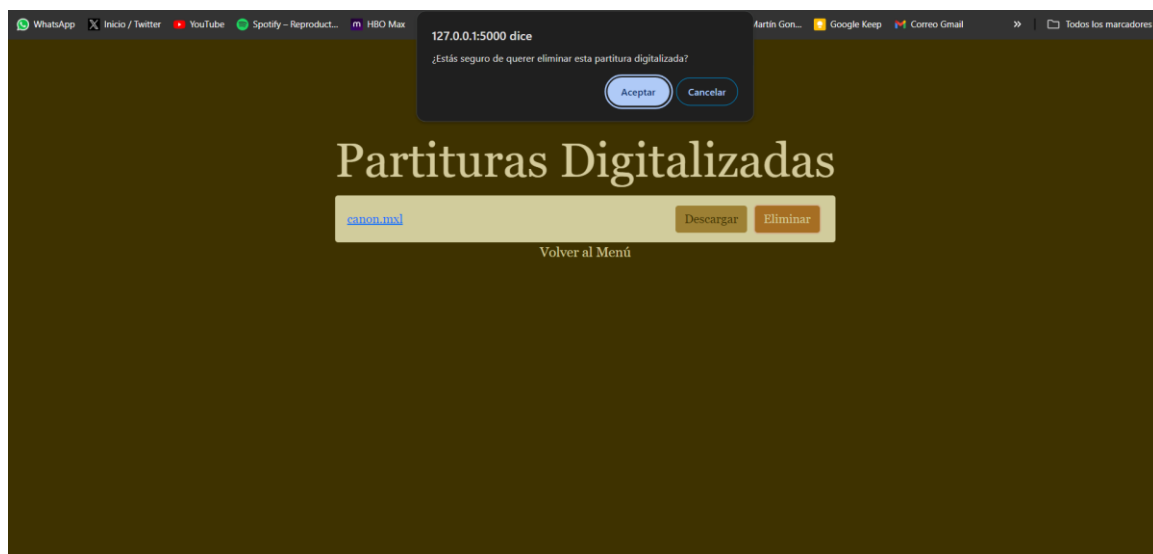 WhatsApp Inicio / Twitter YouTube Spotify – Reproduct... HBO Max Martín Gon... Google Keep Correo Gmail » Todos los marcadores
127.0.0.1:5000 dice
¿Estás seguro de querer eliminar esta partitura digitalizada?
Aceptar Cancelar
Partituras Digitalizadas
canon.mxl Descargar Eliminar
Volver al Menú